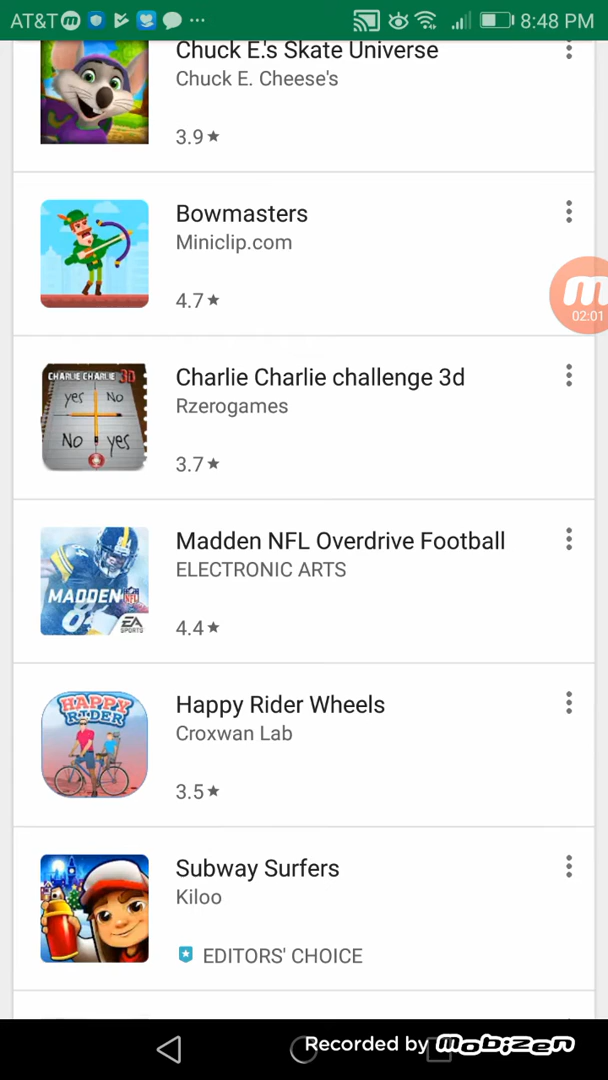 AT&T 8:48 PM
Chuck E.'s Skate Universe
Chuck E. Cheese's
3.9★
Bowmasters
Miniclip.com
4.7★
02:01
CHARLIE CHARLIE 3D
yes No
No yes
Charlie Charlie challenge 3d
Rzerogames
3.7★
MADDEN NFL
EA
SPORTS
Madden NFL Overdrive Football
ELECTRONIC ARTS
4.4★
HAPPY
RIDER
Happy Rider Wheels
Croxwan Lab
3.5★
Subway Surfers
Kiloo
EDITORS' CHOICE
Recorded by mobizen